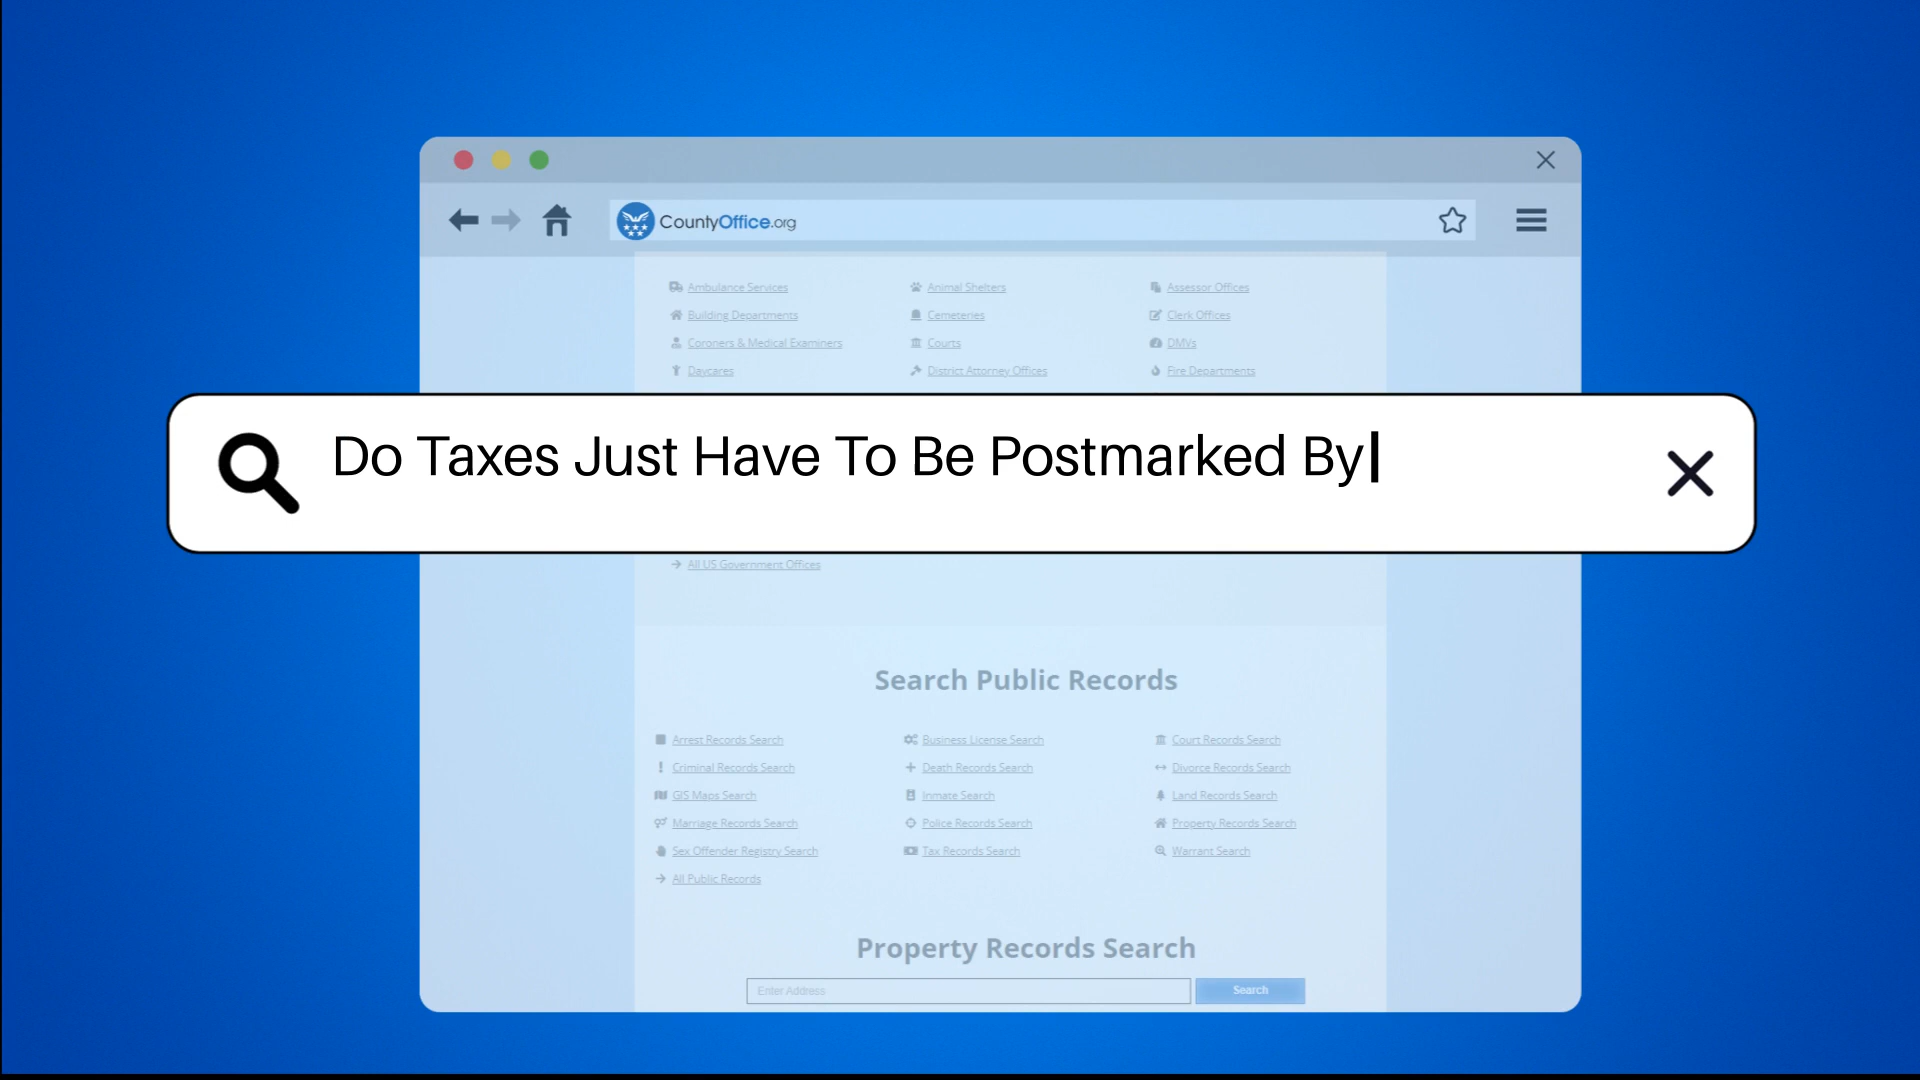 CountyOffice.org
Ambulance Services Animal Shelters Assessor Offices
Building Departments Cemeteries Clerk Offices
Coroners & Medical Examiners Courts DMVs
Daycares District Attorney Offices Fire Departments
Do Taxes Just Have To Be Postmarked By
All US Government Offices
Search Public Records
Arrest Records Search Business License Search Court Records Search
Criminal Records Search Death Records Search Divorce Records Search
GIS Maps Search Inmate Search Land Records Search
Marriage Records Search Police Records Search Property Records Search
Sex Offender Registry Search Tax Records Search Warrant Search
All Public Records
Property Records Search
Enter Address Search